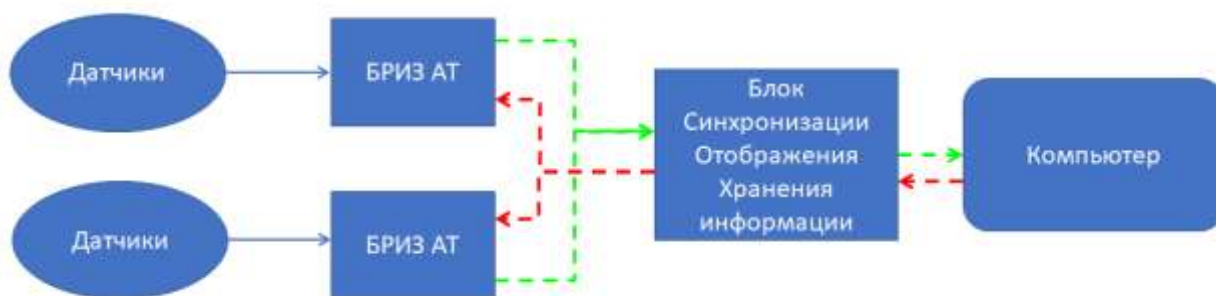 Датчики
БРИЗ АТ
Датчики
БРИЗ АТ
Блок
Синхронизации
Отображения
Хранения
информации
Компьютер